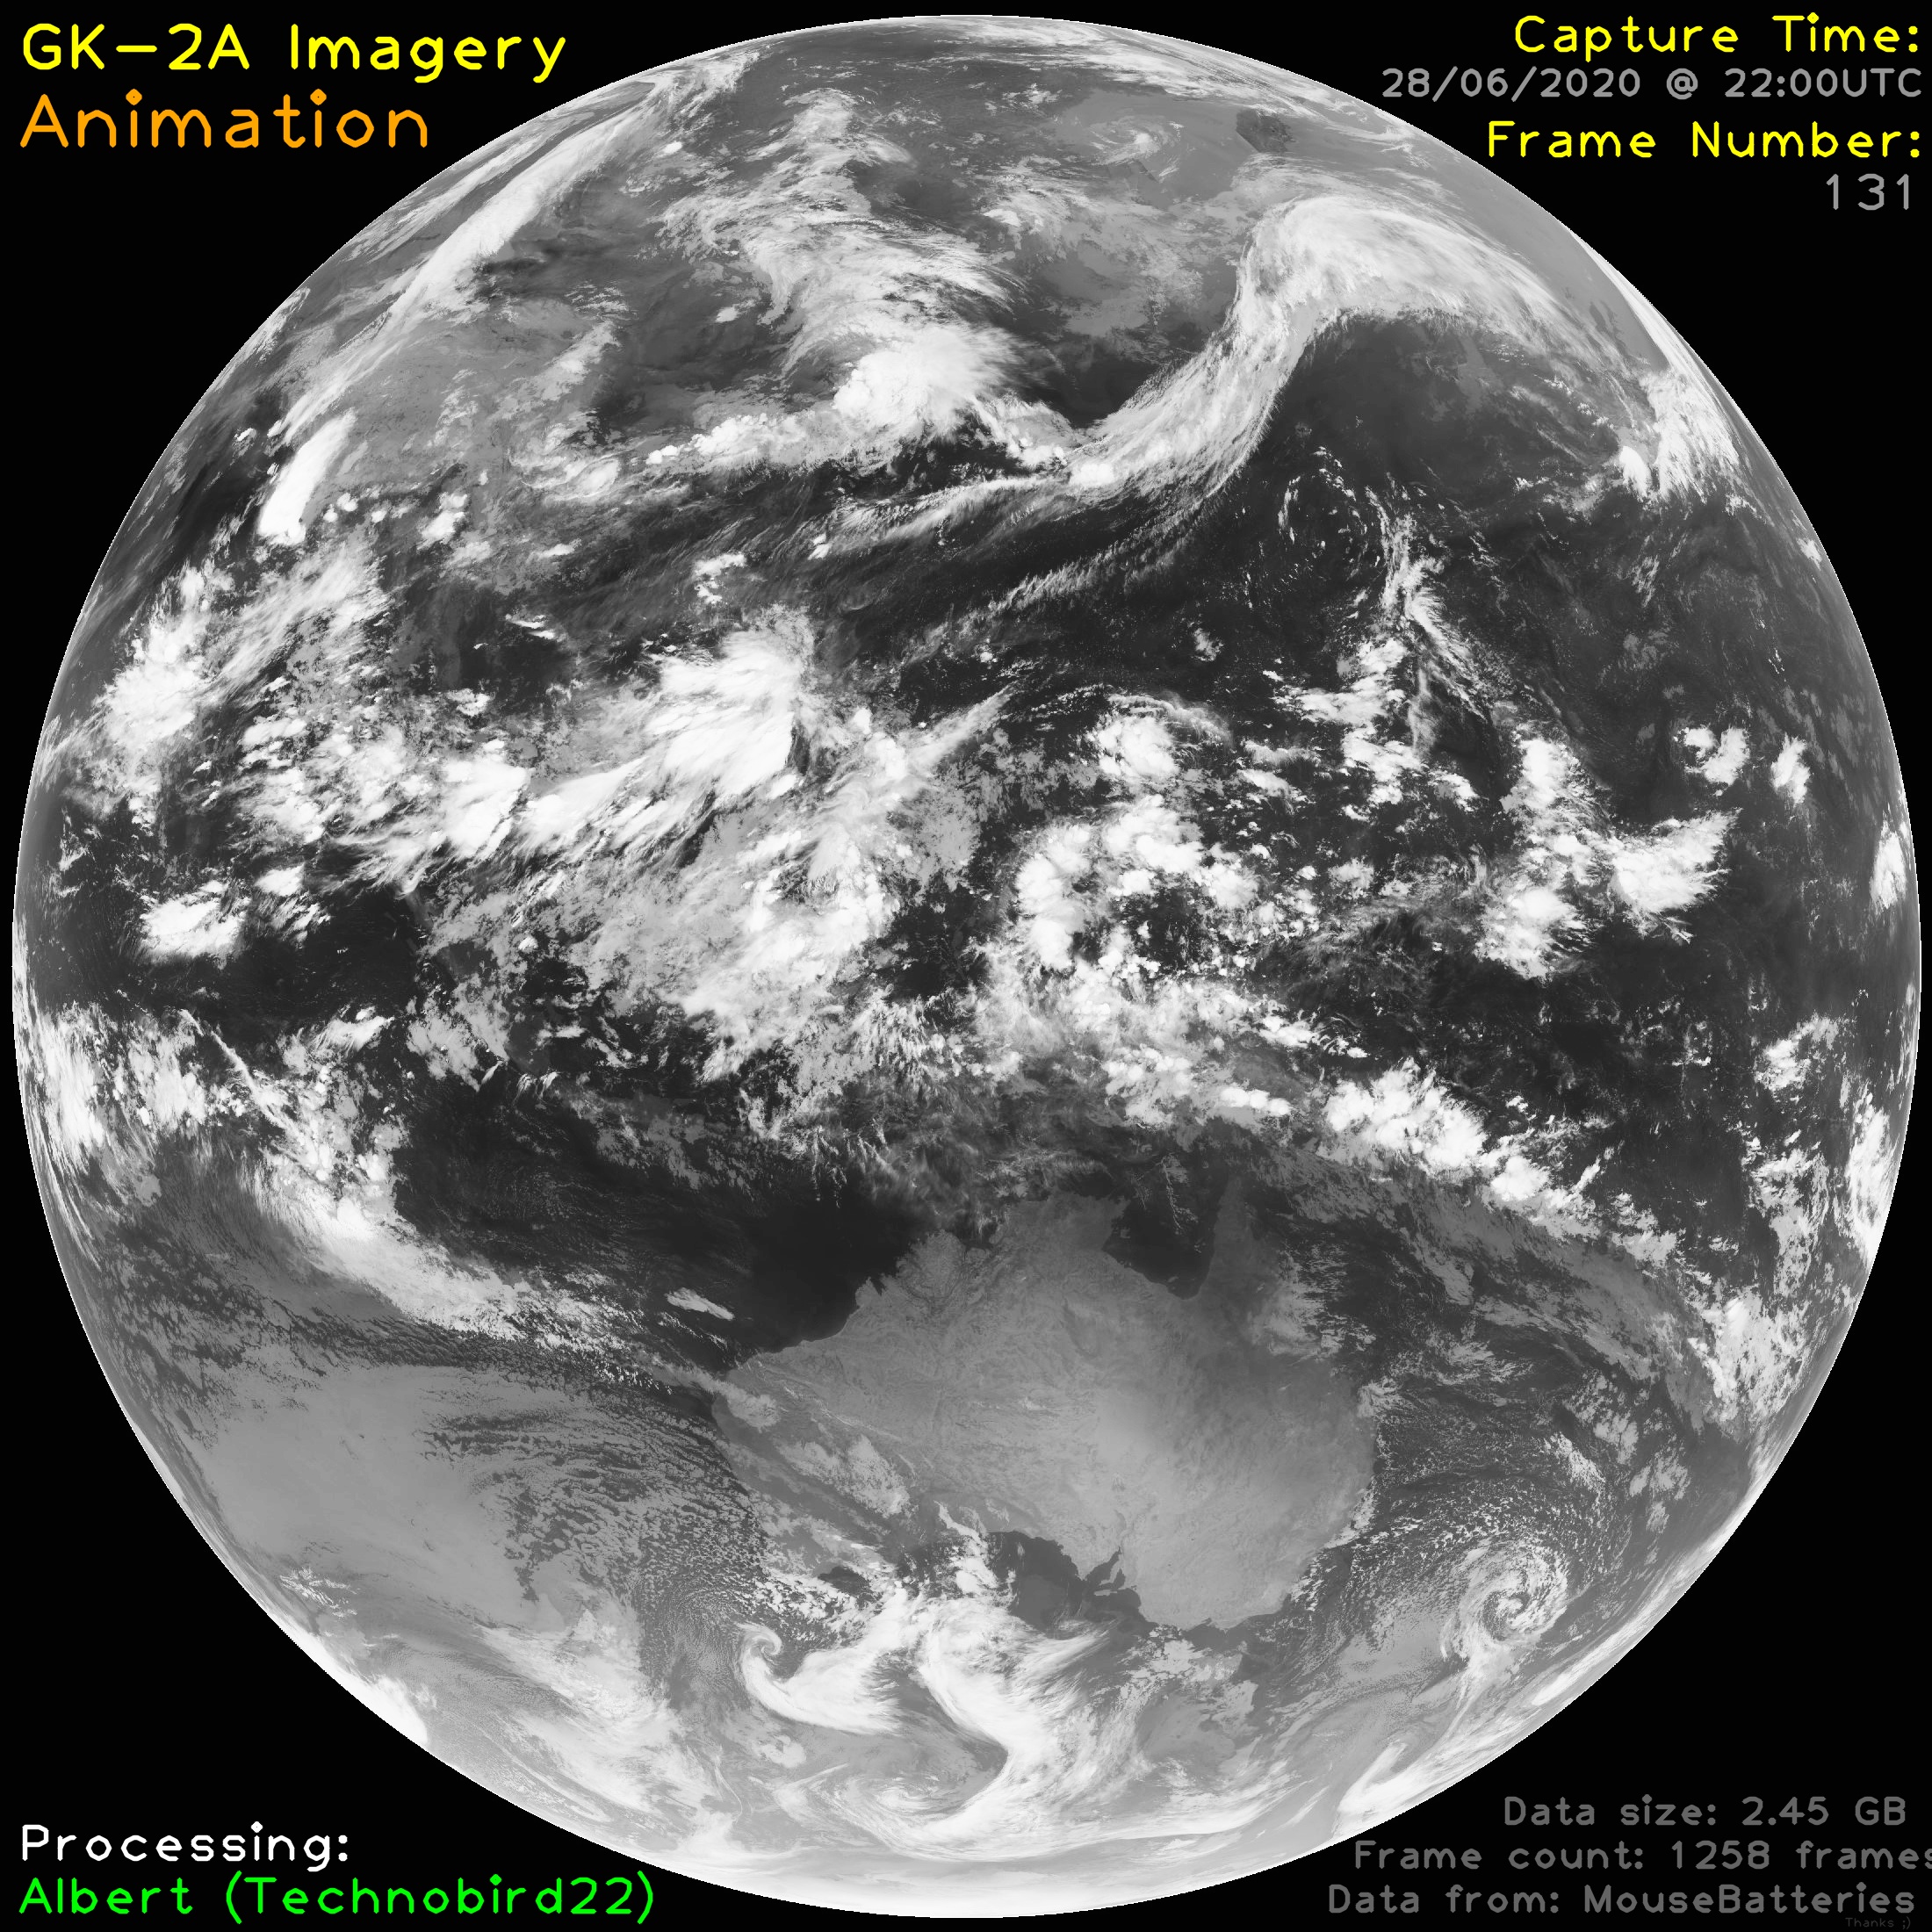 GK-2A Imagery
Animation
Capture Time:
28/06/2020 @ 22:00UTC
Frame Number:
131
Processing:
Albert (Technobird22)
Data size: 2.45 GB
Frame count: 1258 frames
Data from: MouseBatteries
Thanks ;)